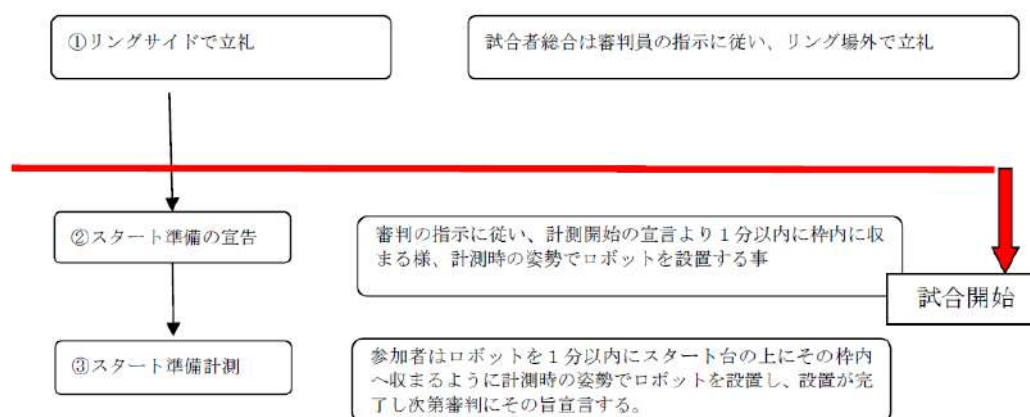 ①リングサイドで立礼
試合者総合は審判員の指示に従い、リング場外で立礼
②スタート準備の宣告
審判の指示に従い、計測開始の宣言より1分以内に枠内に収
まる様、計測時の姿勢でロボットを設置する事
試合開始
③スタート準備計測
参加者はロボットを1分以内にスタート台の上にその枠内
へ収まるように計測時の姿勢でロボットを設置し、設置が完
了し次第審判にその旨宣言する。